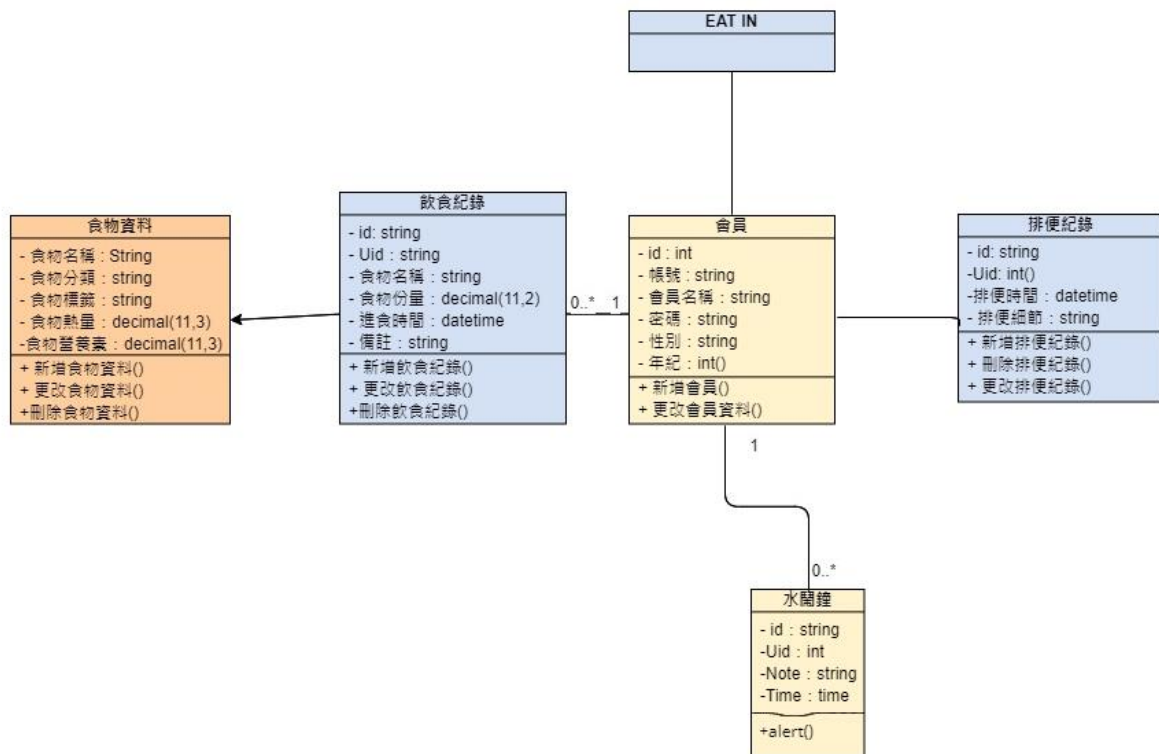 EAT IN
食物資料
- 食物名稱 : String
- 食物分類 : string
- 食物標籤 : string
- 食物熱量 : decimal(11,3)
-食物營養素 : decimal(11,3)
+ 新增食物資料()
+ 更改食物資料()
+刪除食物資料()
飲食紀錄
- id: string
- Uid : string
- 食物名稱 : string
- 食物份量 : decimal(11,2)
- 進食時間 : datetime
- 備註 : string
+ 新增飲食紀錄()
+ 更改飲食紀錄()
+刪除飲食紀錄()
0..*
1
會員
- id : int
- 帳號 : string
- 會員名稱 : string
- 密碼 : string
- 性別 : string
- 年紀 : int()
+ 新增會員()
+ 更改會員資料()
排便紀錄
- id: string
-Uid: int()
-排便時間 : datetime
- 排便細節 : string
+ 新增排便紀錄()
+ 刪除排便紀錄()
+ 更改排便紀錄()
1
0..*
水鬧鐘
- id : string
-Uid : int
-Note : string
-Time : time
+alert()